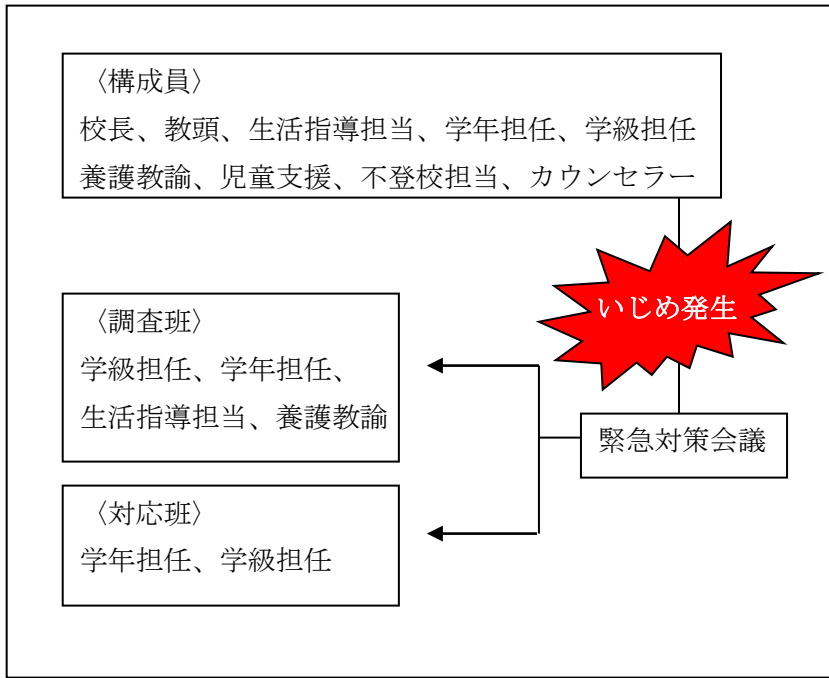 〈構成員〉
校長、教頭、生活指導担当、学年担任、学級担任
養護教諭、児童支援、不登校担当、カウンセラー
いじめ発生
〈調査班〉
学級担任、学年担任、
生活指導担当、養護教諭
緊急対策会議
〈対応班〉
学年担任、学級担任